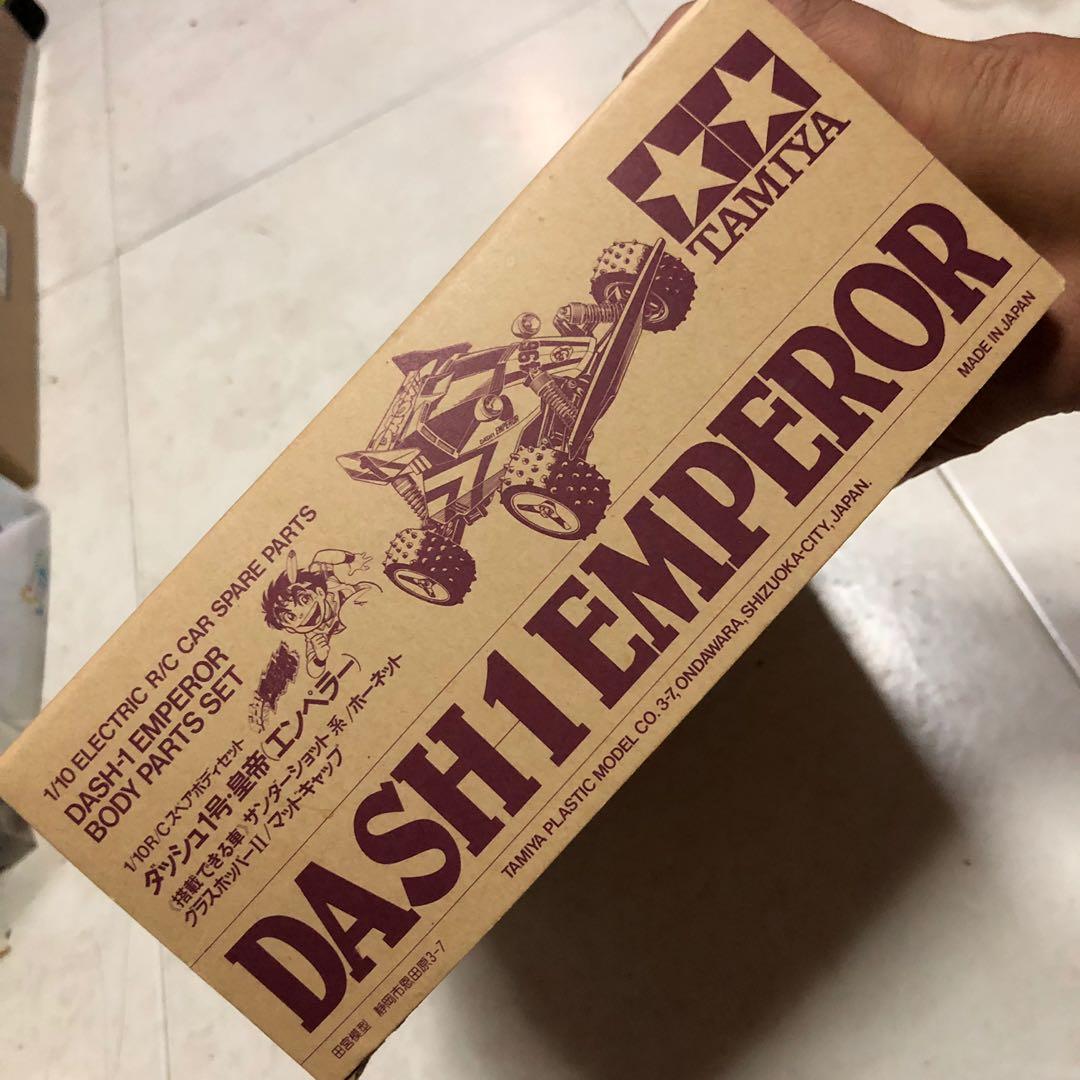 TAMIYA
1/10 ELECTRIC R/C CAR SPARE PARTS
DASH-1 EMPEROR
BODY PARTS SET
1/10R/Cスペアボディセット
ダッシュ1号・皇帝(エンペラー)
《搭載できる車》サンダーショット系/ホーネット
グラスホッパーII/マッド・キャップ
DASH 1 EMPEROR
田宮模型 静岡市恩田原3-7
TAMIYA PLASTIC MODEL CO. 3-7, ONDAWARA, SHIZUOKA-CITY, JAPAN.
MADE IN JAPAN
DASH1 EMPEROR